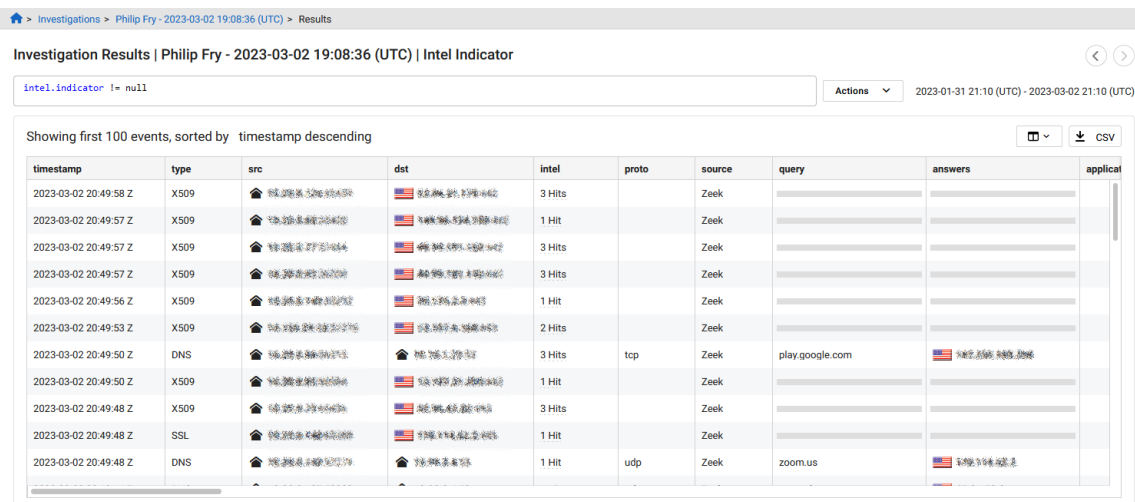 > Investigations > Philip Fry - 2023-03-02 19:08:36 (UTC) > Results
Investigation Results | Philip Fry - 2023-03-02 19:08:36 (UTC) | Intel Indicator
intel.indicator != null
Actions
2023-01-31 21:10 (UTC) - 2023-03-02 21:10 (UTC)
Showing first 100 events, sorted by timestamp descending
CSV
timestamp type src dst intel proto source query answers applicat
2023-03-02 20:49:58 Z X509 3 Hits Zeek
2023-03-02 20:49:57 Z X509 1 Hit Zeek
2023-03-02 20:49:57 Z X509 3 Hits Zeek
2023-03-02 20:49:57 Z X509 3 Hits Zeek
2023-03-02 20:49:56 Z X509 1 Hit Zeek
2023-03-02 20:49:53 Z X509 2 Hits Zeek
2023-03-02 20:49:50 Z DNS 3 Hits tcp Zeek play.google.com
2023-03-02 20:49:50 Z X509 1 Hit Zeek
2023-03-02 20:49:48 Z X509 3 Hits Zeek
2023-03-02 20:49:48 Z SSL 1 Hit Zeek
2023-03-02 20:49:48 Z DNS 1 Hit udp Zeek zoom.us